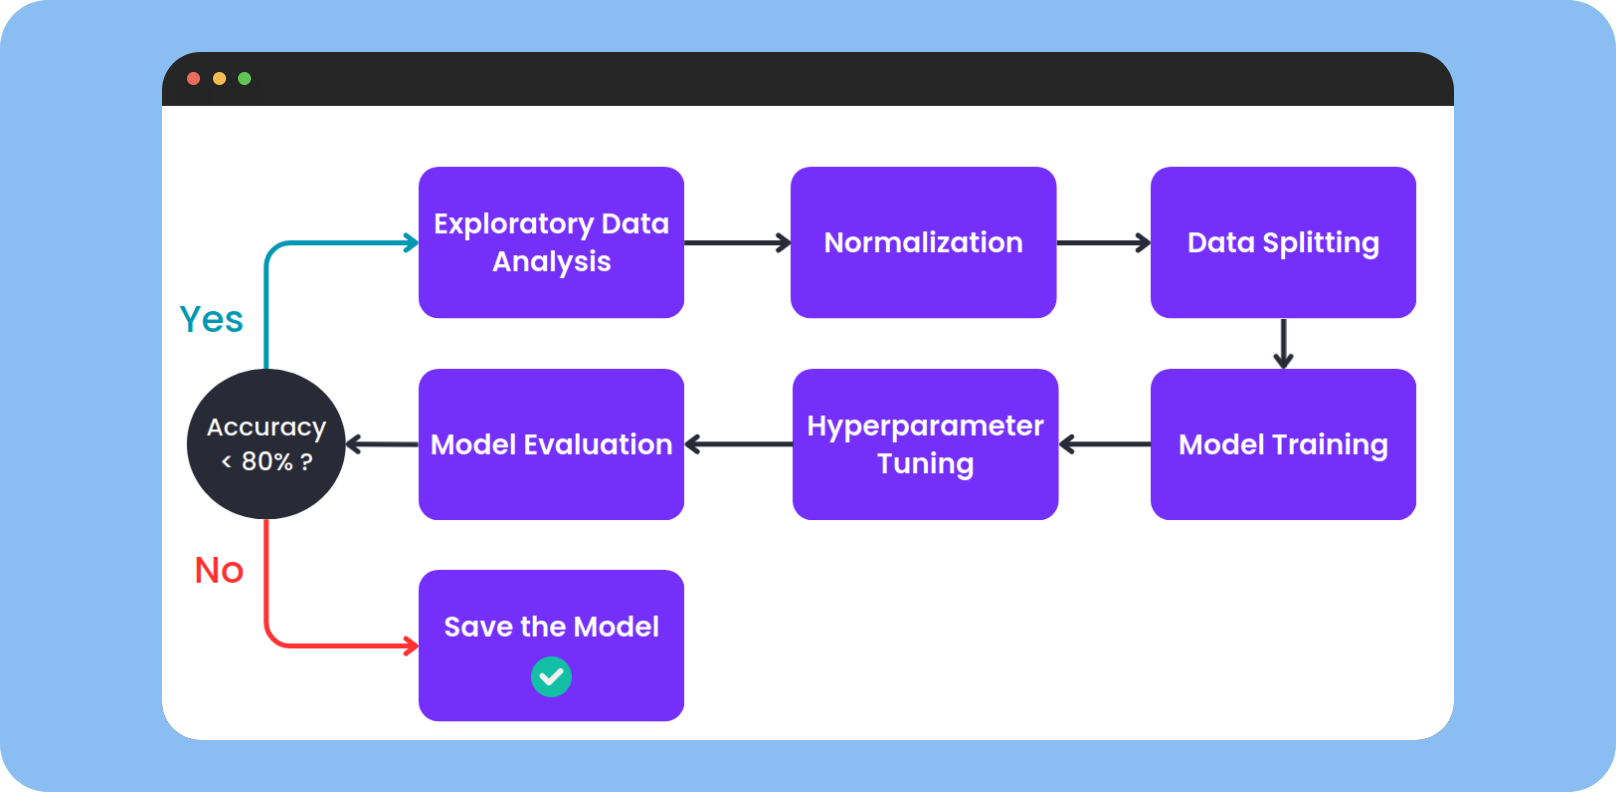 Exploratory Data
Analysis
Normalization
Data Splitting
Yes
Accuracy
< 80% ?
Model Evaluation
Hyperparameter
Tuning
Model Training
No
Save the Model